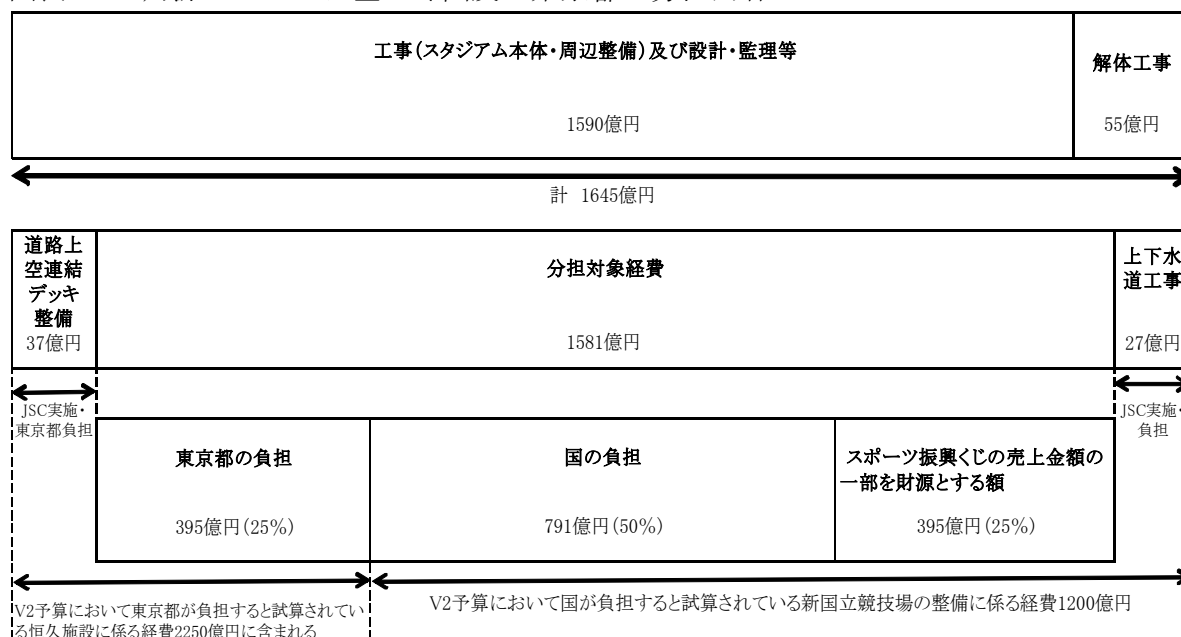 工事(スタジアム本体・周辺整備)及び設計・監理等
1590億円
解体工事
55億円
計 1645億円
道路上
空連結
デッキ
整備
37億円
分担対象経費
1581億円
上下水
道工事
27億円
JSC実施・
東京都負担
JSC実施・
負担
東京都の負担
395億円(25%)
国の負担
791億円(50%)
スポーツ振興くじの売上金額の
一部を財源とする額
395億円(25%)
V2予算において東京都が負担すると試算されてい
る恒久施設に係る経費2250億円に含まれる
V2予算において国が負担すると試算されている新国立競技場の整備に係る経費1200億円